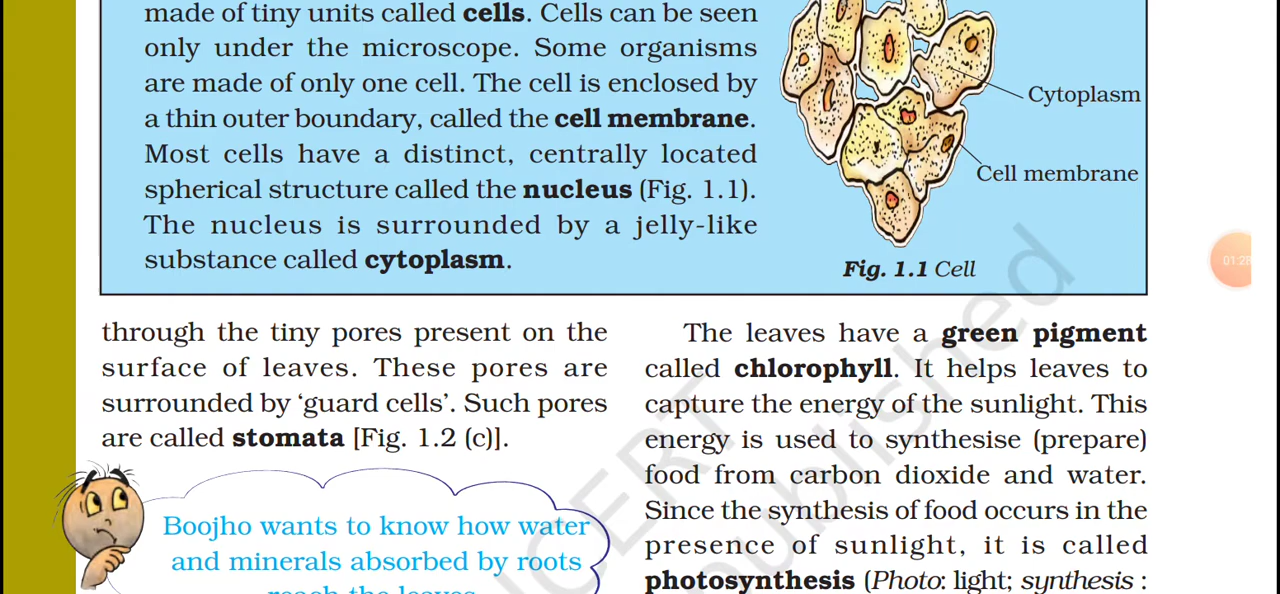 made of tiny units called cells. Cells can be seen
only under the microscope. Some organisms
are made of only one cell. The cell is enclosed by
a thin outer boundary, called the cell membrane.
Most cells have a distinct, centrally located
spherical structure called the nucleus (Fig. 1.1).
The nucleus is surrounded by a jelly-like
substance called cytoplasm.
Cytoplasm
Cell membrane
Fig. 1.1 Cell
01:28
through the tiny pores present on the
surface of leaves. These pores are
surrounded by ‘guard cells’. Such pores
are called stomata [Fig. 1.2 (c)].
Boojho wants to know how water
and minerals absorbed by roots
reach the leaves.
The leaves have a green pigment
called chlorophyll. It helps leaves to
capture the energy of the sunlight. This
energy is used to synthesise (prepare)
food from carbon dioxide and water.
Since the synthesis of food occurs in the
presence of sunlight, it is called
photosynthesis (Photo: light; synthesis :
NCERT
published